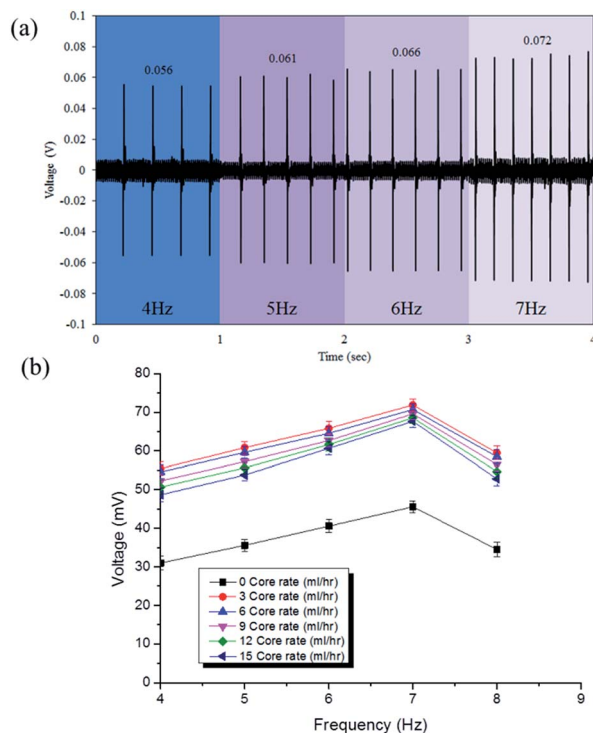 (a)
0.1
0.08
0.06
0.04
0.02
0
-0.02
-0.04
-0.06
-0.08
-0.1
Voltage (V)
0.056
0.061
0.066
0.072
4Hz
5Hz
6Hz
7Hz
0
1
2
3
4
Time (sec)
(b)
80
70
60
50
40
30
20
10
0
Voltage (mV)
0 Core rate (ml/hr)
3 Core rate (ml/hr)
6 Core rate (ml/hr)
9 Core rate (ml/hr)
12 Core rate (ml/hr)
15 Core rate (ml/hr)
4
5
6
7
8
9
Frequency (Hz)